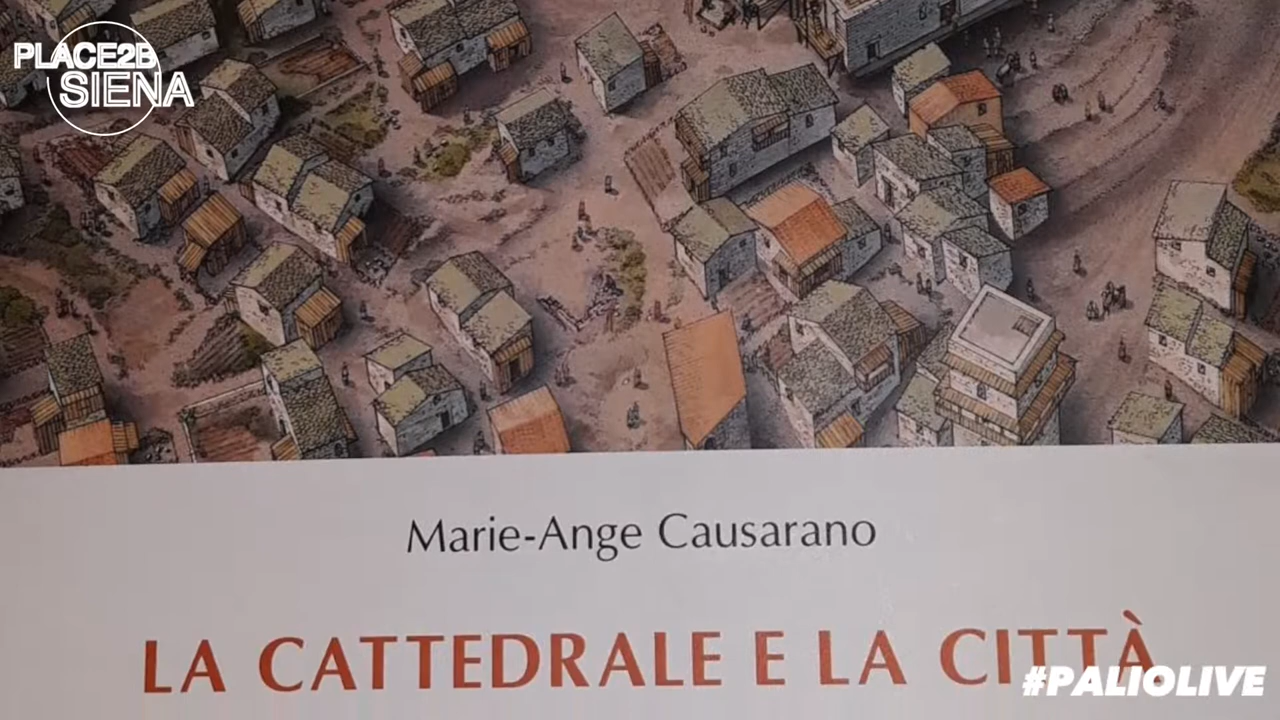 PLACE2B
SIENA
Marie-Ange Causarano
LA CATTEDRALE E LA CITTÀ
#PALIOLIVE